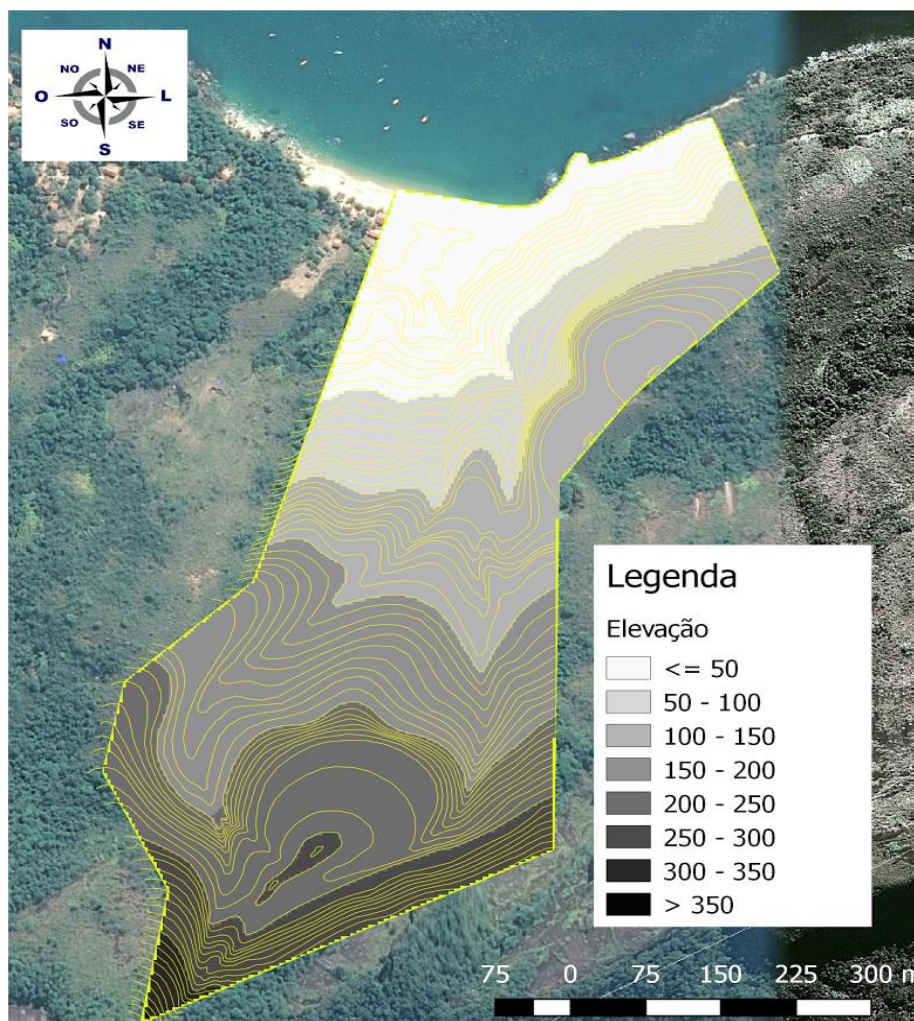 N
NO NE
O L
SO SE
S
Legenda
Elevação
<= 50
50 - 100
100 - 150
150 - 200
200 - 250
250 - 300
300 - 350
> 350
75 0 75 150 225 300 m